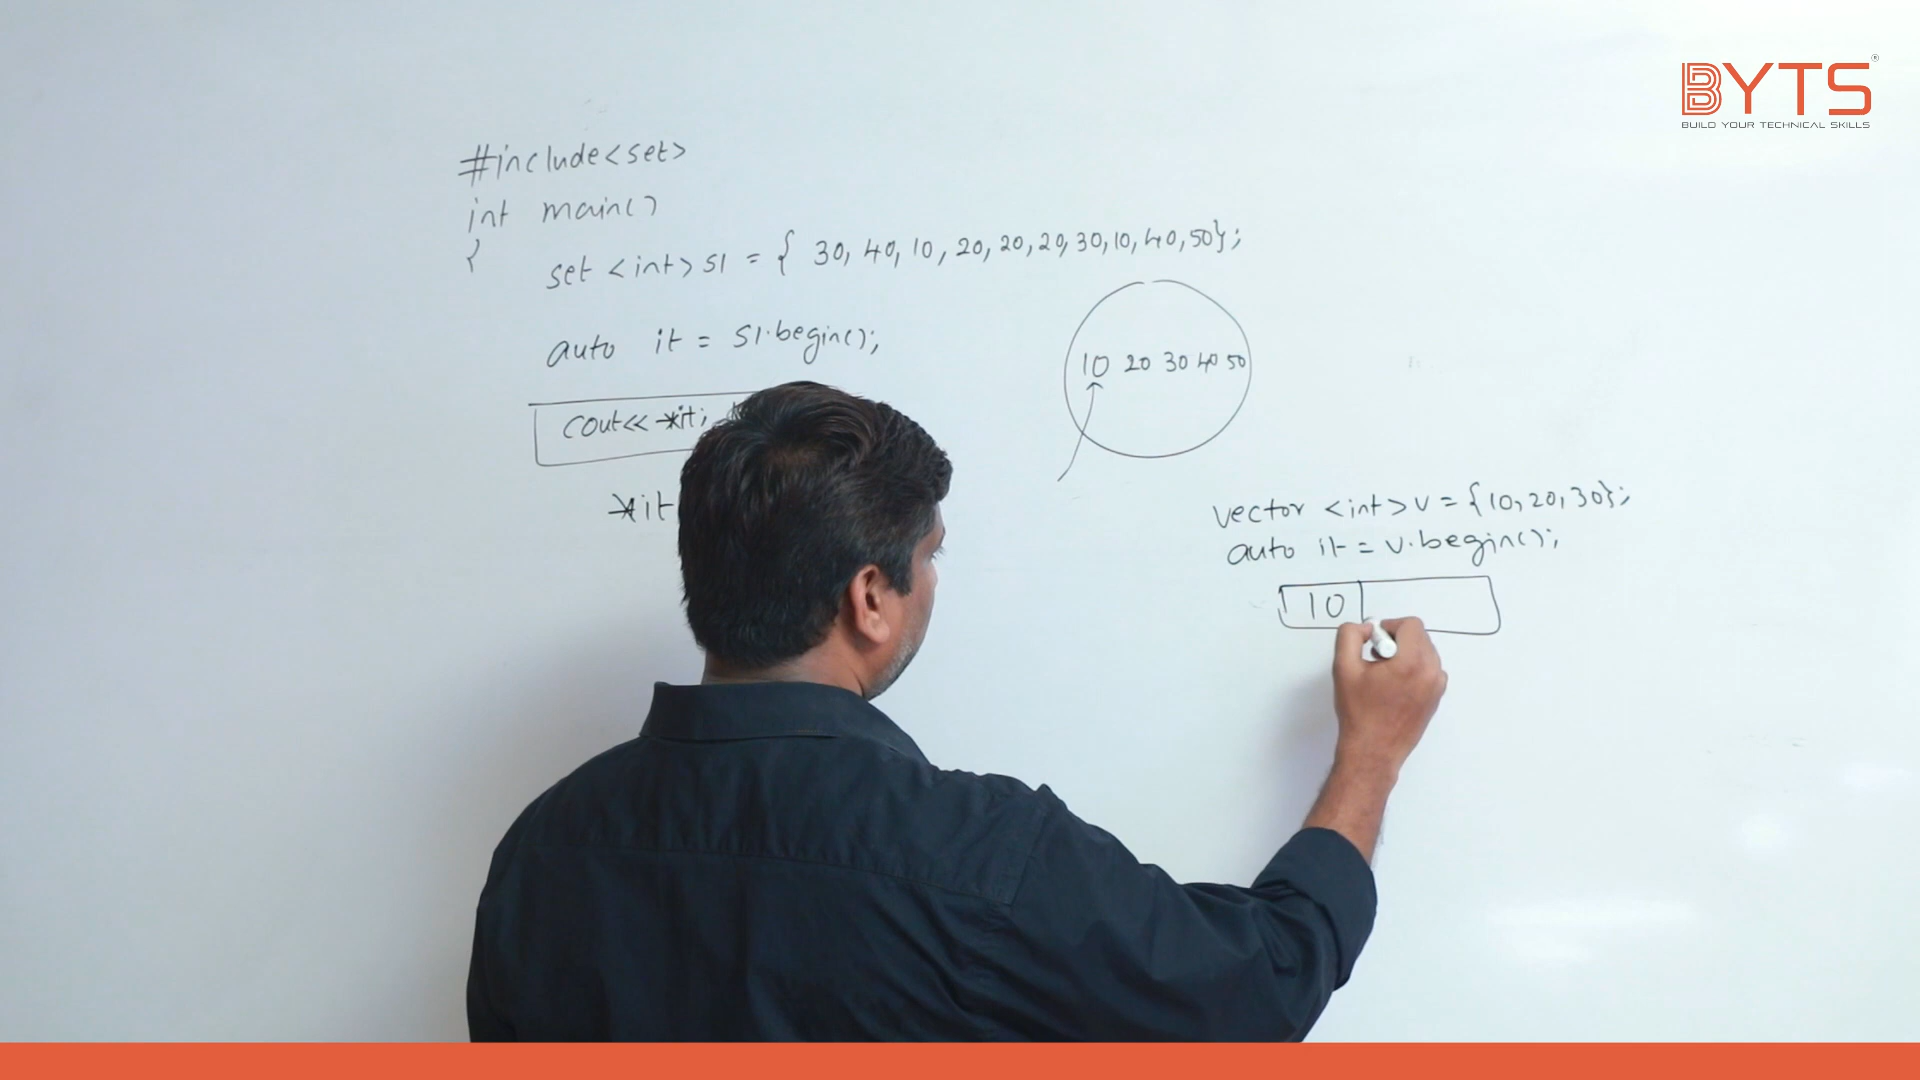 BYTS
BUILD YOUR TECHNICAL SKILLS
#include<set>
int main()
{
set <int> s1 = { 30, 40, 10, 20, 20, 20, 30, 10, 40, 50};
auto it = s1.begin();
cout<< *it;
*it
10 20 30 40 50
vector <int> v = {10, 20, 30};
auto it = v.begin();
10